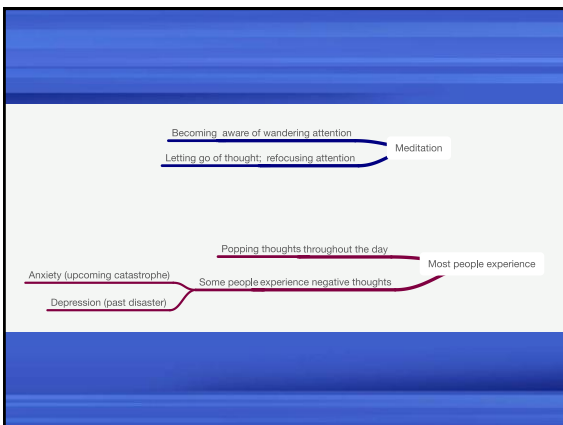 Becoming aware of wandering attention
Meditation
Letting go of thought; refocusing attention
Popping thoughts throughout the day
Most people experience
Anxiety (upcoming catastrophe)
Some people experience negative thoughts
Depression (past disaster)